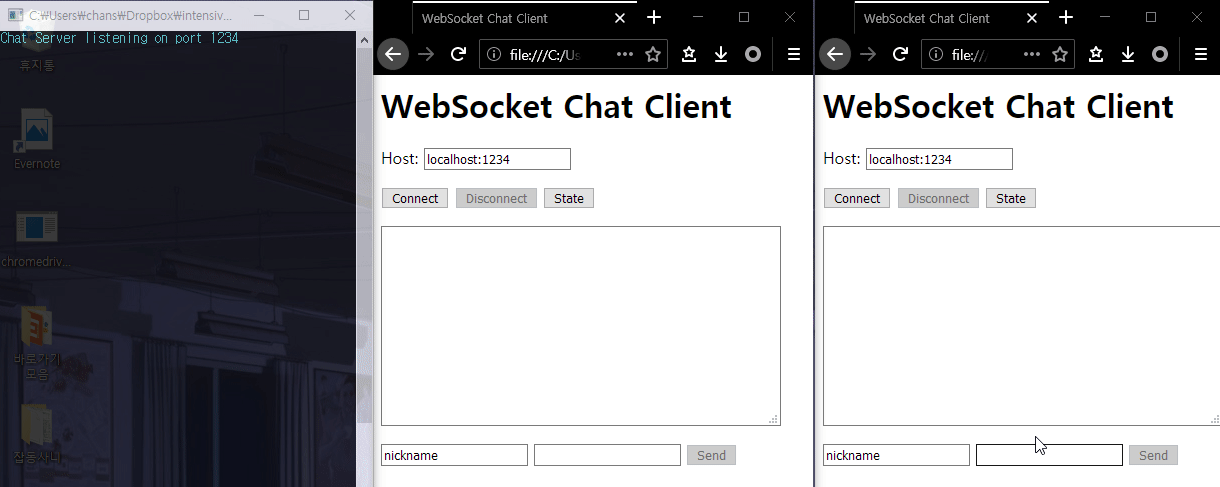 C:₩Users₩chans₩Dropbox₩intensiv...
Chat Server listening on port 1234
휴지통
Evernote
chromedriv...
바로가기
모음
잡동사니
WebSocket Chat Client
file:///C:/Us
WebSocket Chat Client
Host: localhost:1234
Connect Disconnect State
nickname Send
WebSocket Chat Client
file:///
WebSocket Chat Client
Host: localhost:1234
Connect Disconnect State
nickname Send